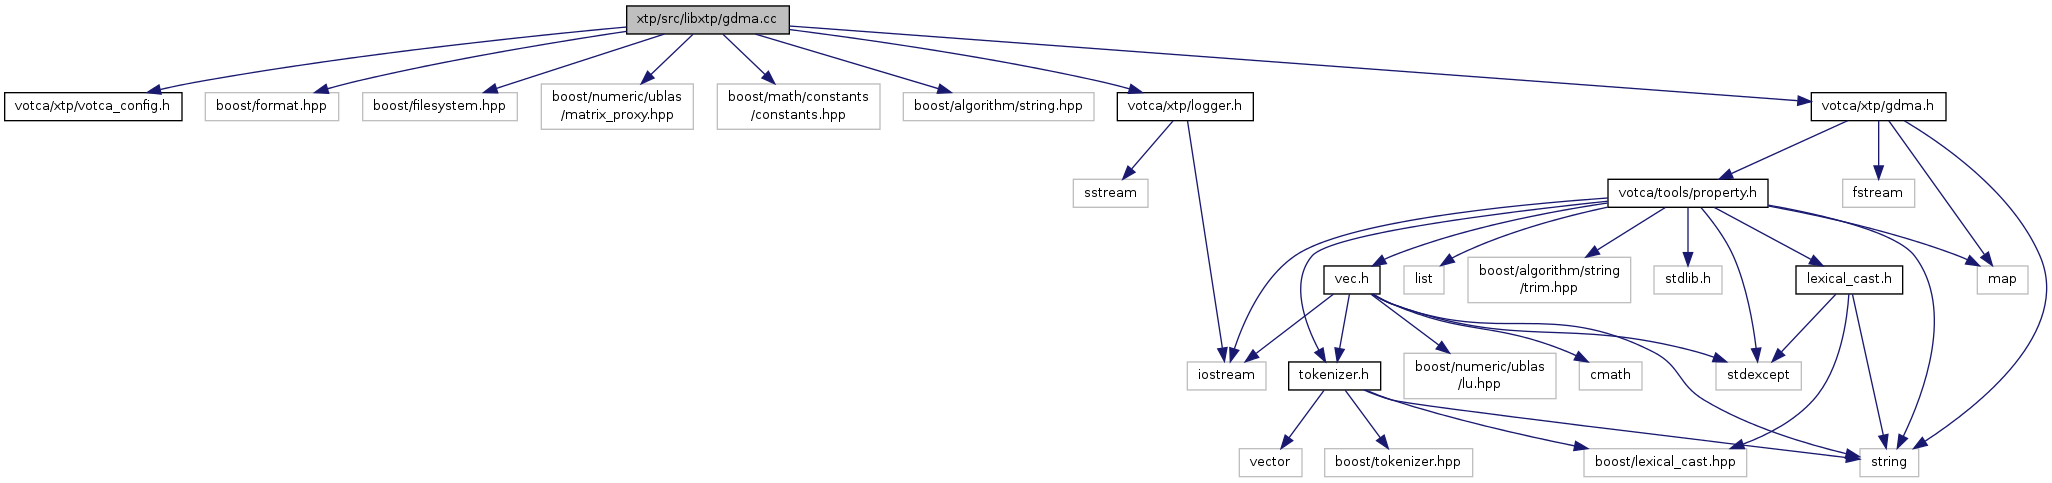 xtp/src/libxtp/gdma.cc
votca/xtp/votca_config.h
boost/format.hpp
boost/filesystem.hpp
boost/numeric/ublas
/matrix_proxy.hpp
boost/math/constants
/constants.hpp
boost/algorithm/string.hpp
votca/xtp/logger.h
votca/xtp/gdma.h
sstream
votca/tools/property.h
fstream
vec.h
list
boost/algorithm/string
/trim.hpp
stdlib.h
lexical_cast.h
map
iostream
tokenizer.h
boost/numeric/ublas
/lu.hpp
cmath
stdexcept
vector
boost/tokenizer.hpp
boost/lexical_cast.hpp
string